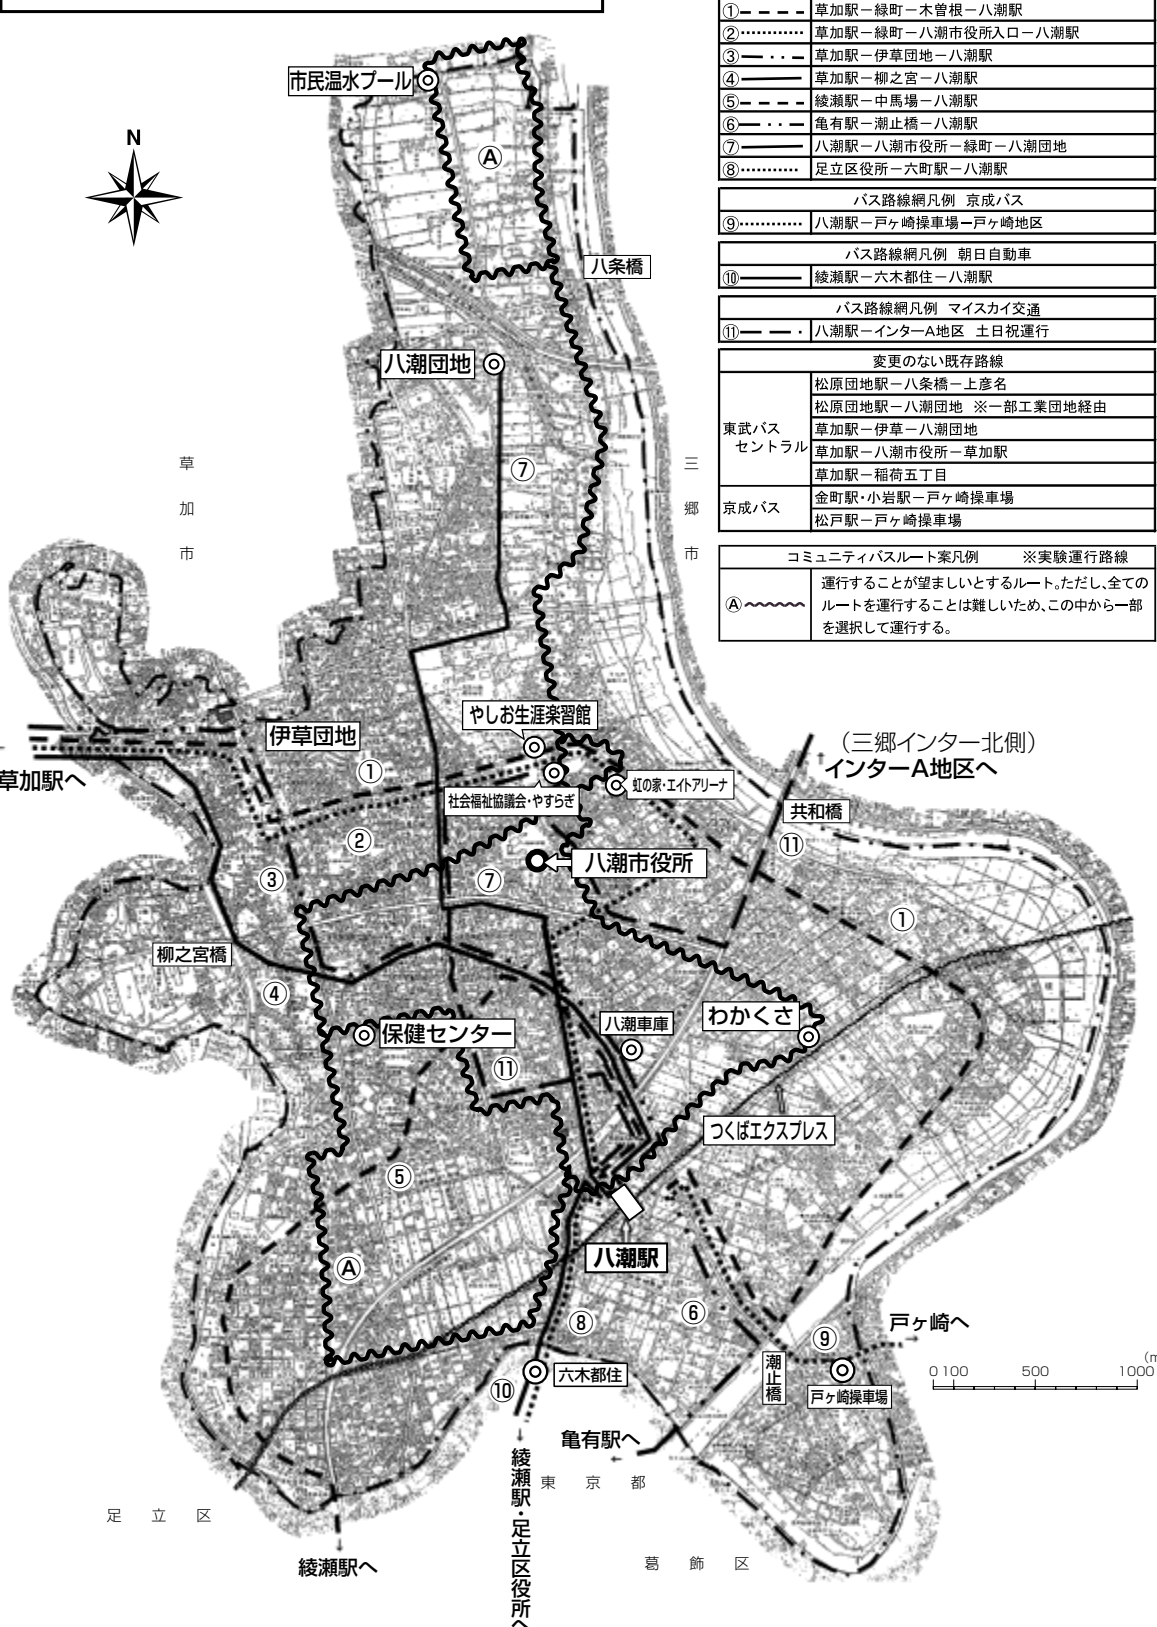 ①
草加駅－緑町－木曽根－八潮駅
②
草加駅－緑町－八潮市役所入口－八潮駅
③
草加駅－伊草団地－八潮駅
④
草加駅－柳之宮－八潮駅
⑤
綾瀬駅－中馬場－八潮駅
⑥
亀有駅－潮止橋－八潮駅
⑦
八潮駅－八潮市役所－緑町－八潮団地
⑧
足立区役所－六町駅－八潮駅
バス路線網凡例 京成バス
⑨
八潮駅－戸ヶ崎操車場ー戸ヶ崎地区
バス路線網凡例 朝日自動車
⑩
綾瀬駅－六木都住－八潮駅
バス路線網凡例 マイスカイ交通
⑪
八潮駅－インターA地区 土日祝運行
変更のない既存路線
東武バス
セントラル
松原団地駅－八条橋－上彦名
松原団地駅－八潮団地 ※一部工業団地経由
草加駅－伊草－八潮団地
草加駅－八潮市役所－草加駅
草加駅－稲荷五丁目
京成バス
金町駅・小岩駅－戸ヶ崎操車場
松戸駅－戸ヶ崎操車場
コミュニティバスルート案凡例 ※実験運行路線
Ⓐ
運行することが望ましいとするルート。ただし、全ての
ルートを運行することは難しいため、この中から一部
を選択して運行する。
市民温水プール
N
Ⓐ
八条橋
八潮団地
草加市
三郷市
⑦
やしお生涯楽習館
伊草団地
(三郷インター北側)
↑インターA地区へ
←
草加駅へ
①
社会福祉協議会・やすらぎ
虹の家・エイトアリーナ
共和橋
②
⑪
八潮市役所
③
⑦
①
柳之宮橋
④
わかくさ
八潮車庫
保健センター
⑪
つくばエクスプレス
⑤
八潮駅
Ⓐ
⑥
⑧
⑨
戸ヶ崎へ
→
潮止橋
六木都住
⑩
戸ヶ崎操車場
0 100 500 1000
(m
亀有駅へ
←
↓
綾瀬駅・足立区役所へ
東京都
足立区
↓
綾瀬駅へ
葛飾区